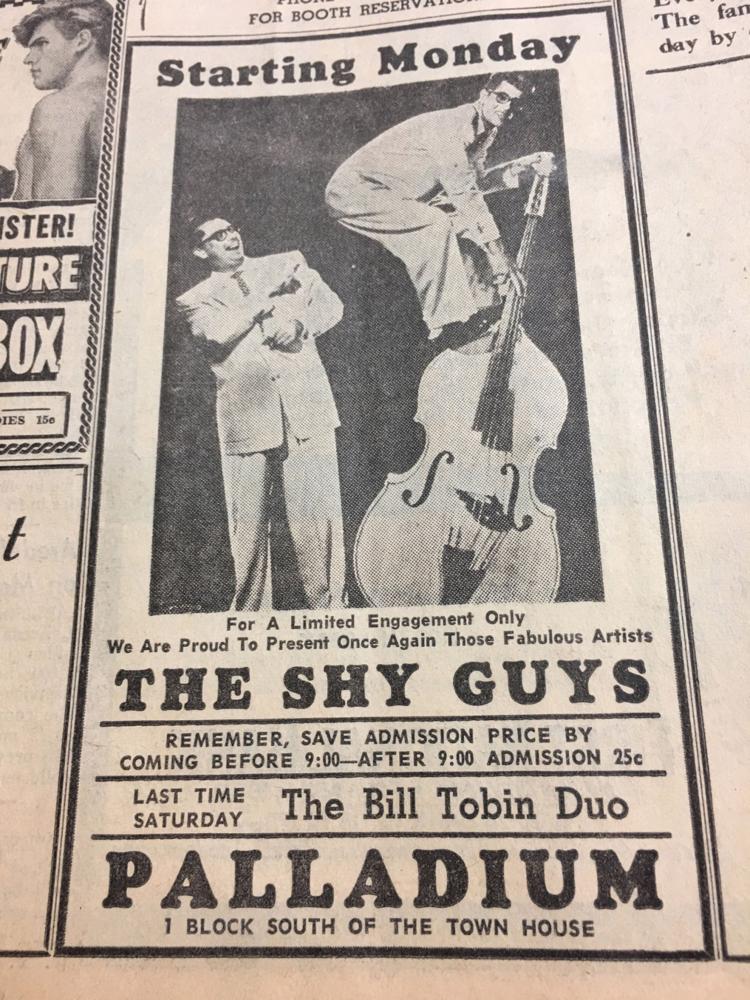 FOR BOOTH
Starting Monday
For A Limited Engagement Only
We Are Proud To Present Once Again Those Fabulous Artists
THE SHY GUYS
REMEMBER, SAVE ADMISSION PRICE BY
COMING BEFORE 9:00—AFTER 9:00 ADMISSION 25c
LAST TIME
SATURDAY
The Bill Tobin Duo
PALLADIUM
1 BLOCK SOUTH OF THE TOWN HOUSE
ISTER!
TURE
BOX
DIES 15c
t
The fam
day by